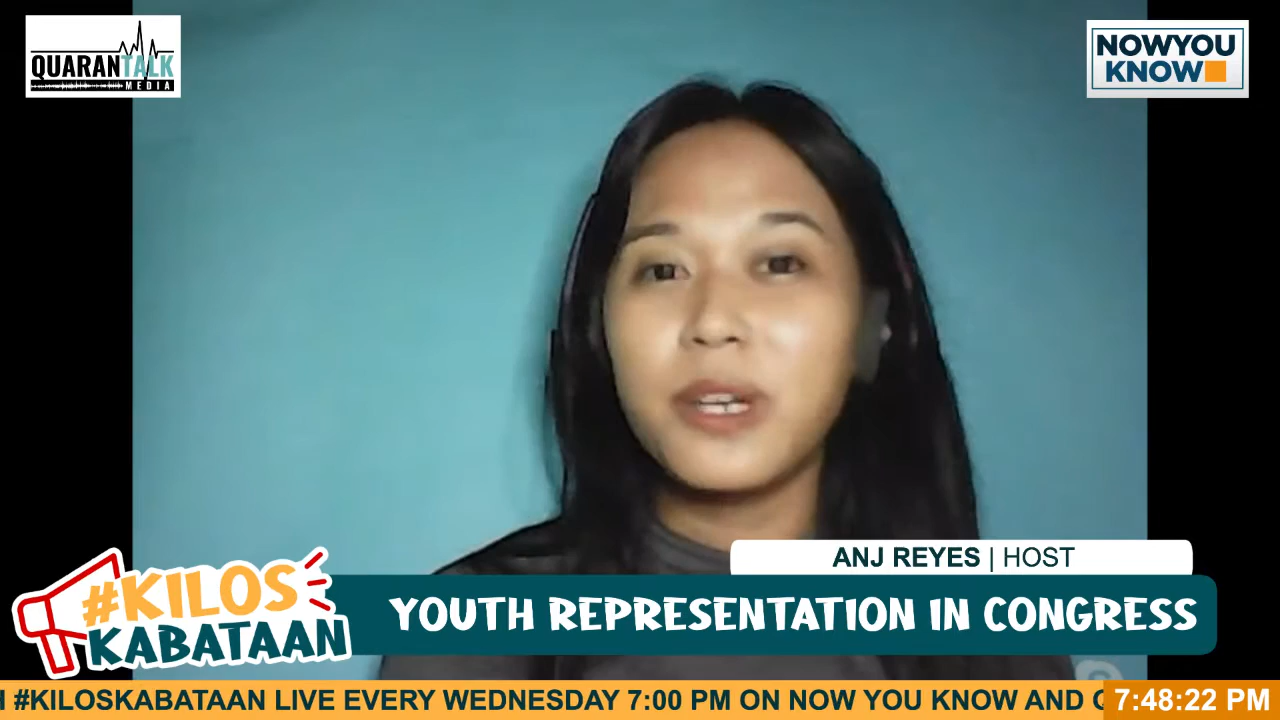 QUARANTALK
MEDIA
NOWYOU
KNOW
ANJ REYES | HOST
#KILOS
KABATAAN
YOUTH REPRESENTATION IN CONGRESS
#KILOSKABATAAN LIVE EVERY WEDNESDAY 7:00 PM ON NOW YOU KNOW AND
7:48:22 PM